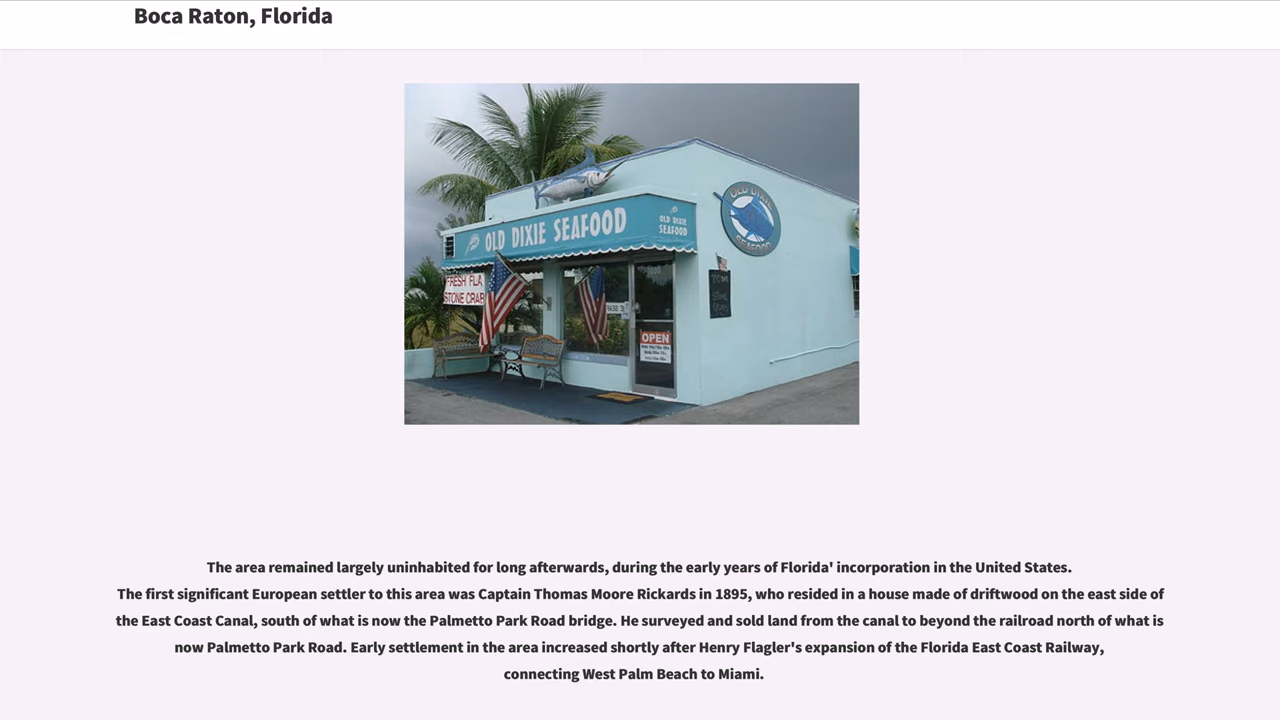 Boca Raton, Florida
OLD DIXIE SEAFOOD
OLD DIXIE
SEAFOOD
OLD DIXIE
SEAFOOD
FRESH FLA.
STONE CRAB
OPEN
The area remained largely uninhabited for long afterwards, during the early years of Florida' incorporation in the United States.
The first significant European settler to this area was Captain Thomas Moore Rickards in 1895, who resided in a house made of driftwood on the east side of
the East Coast Canal, south of what is now the Palmetto Park Road bridge. He surveyed and sold land from the canal to beyond the railroad north of what is
now Palmetto Park Road. Early settlement in the area increased shortly after Henry Flagler's expansion of the Florida East Coast Railway,
connecting West Palm Beach to Miami.